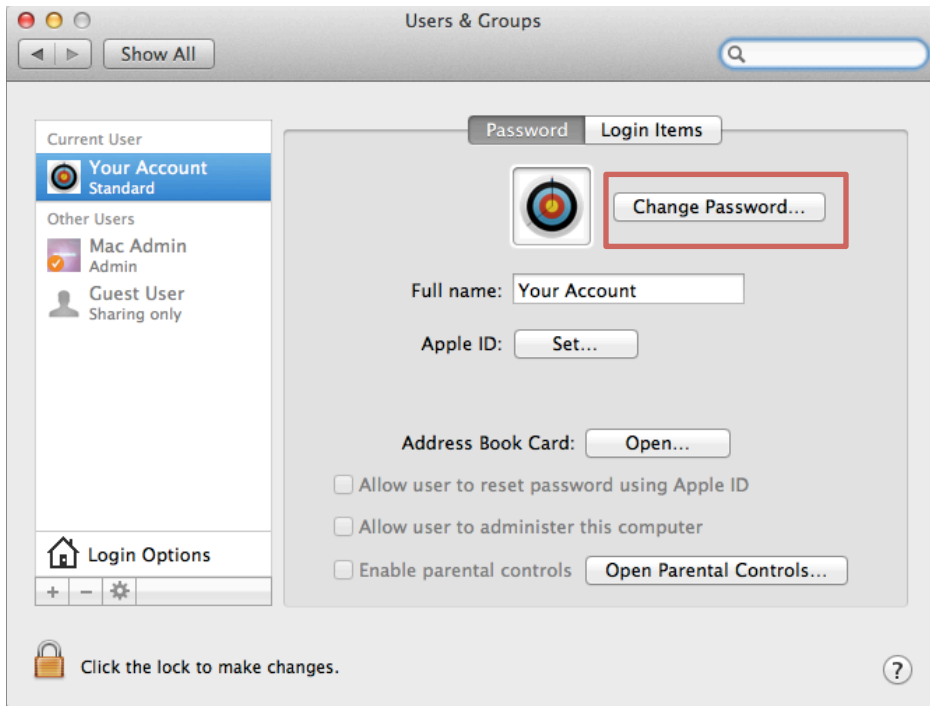 Users & Groups
Show All
Current User
Your Account
Standard
Other Users
Mac Admin
Admin
Guest User
Sharing only
Login Options
+ −
Password Login Items
Change Password...
Full name: Your Account
Apple ID: Set...
Address Book Card: Open...
Allow user to reset password using Apple ID
Allow user to administer this computer
Enable parental controls Open Parental Controls...
Click the lock to make changes.
?